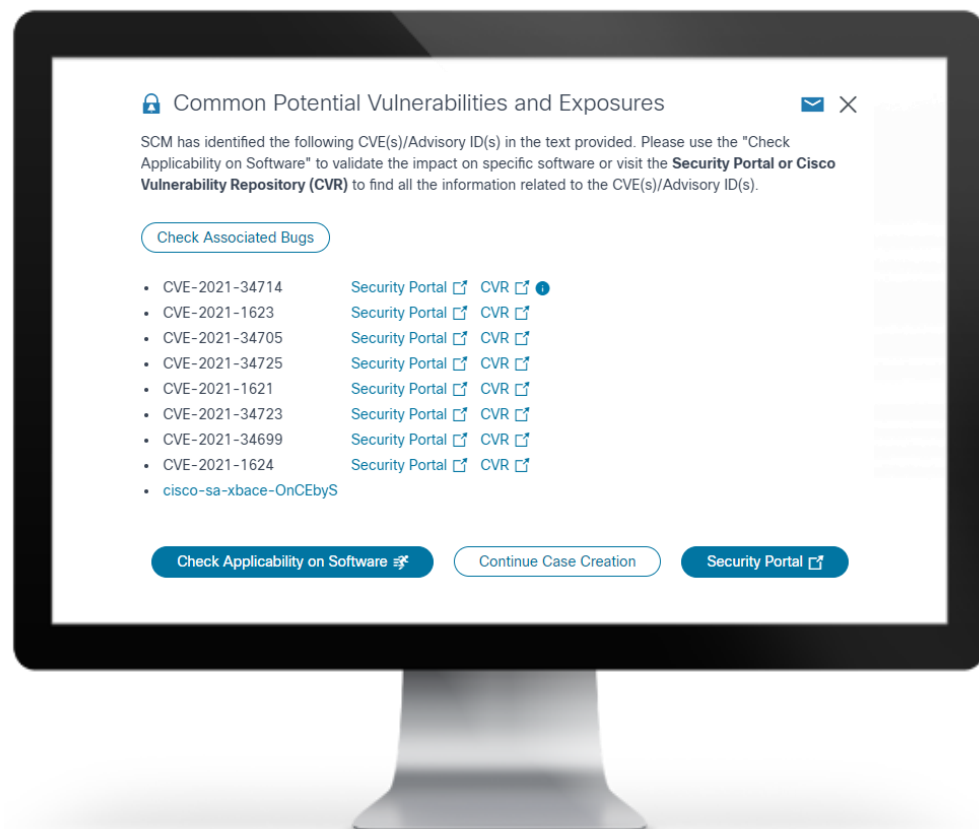 Common Potential Vulnerabilities and Exposures
SCM has identified the following CVE(s)/Advisory ID(s) in the text provided. Please use the "Check
Applicability on Software" to validate the impact on specific software or visit the Security Portal or Cisco
Vulnerability Repository (CVR) to find all the information related to the CVE(s)/Advisory ID(s).
Check Associated Bugs
• CVE-2021-34714 Security Portal CVR
• CVE-2021-1623 Security Portal CVR
• CVE-2021-34705 Security Portal CVR
• CVE-2021-34725 Security Portal CVR
• CVE-2021-1621 Security Portal CVR
• CVE-2021-34723 Security Portal CVR
• CVE-2021-34699 Security Portal CVR
• CVE-2021-1624 Security Portal CVR
• cisco-sa-xbace-OnCEbyS
Check Applicability on Software Continue Case Creation Security Portal